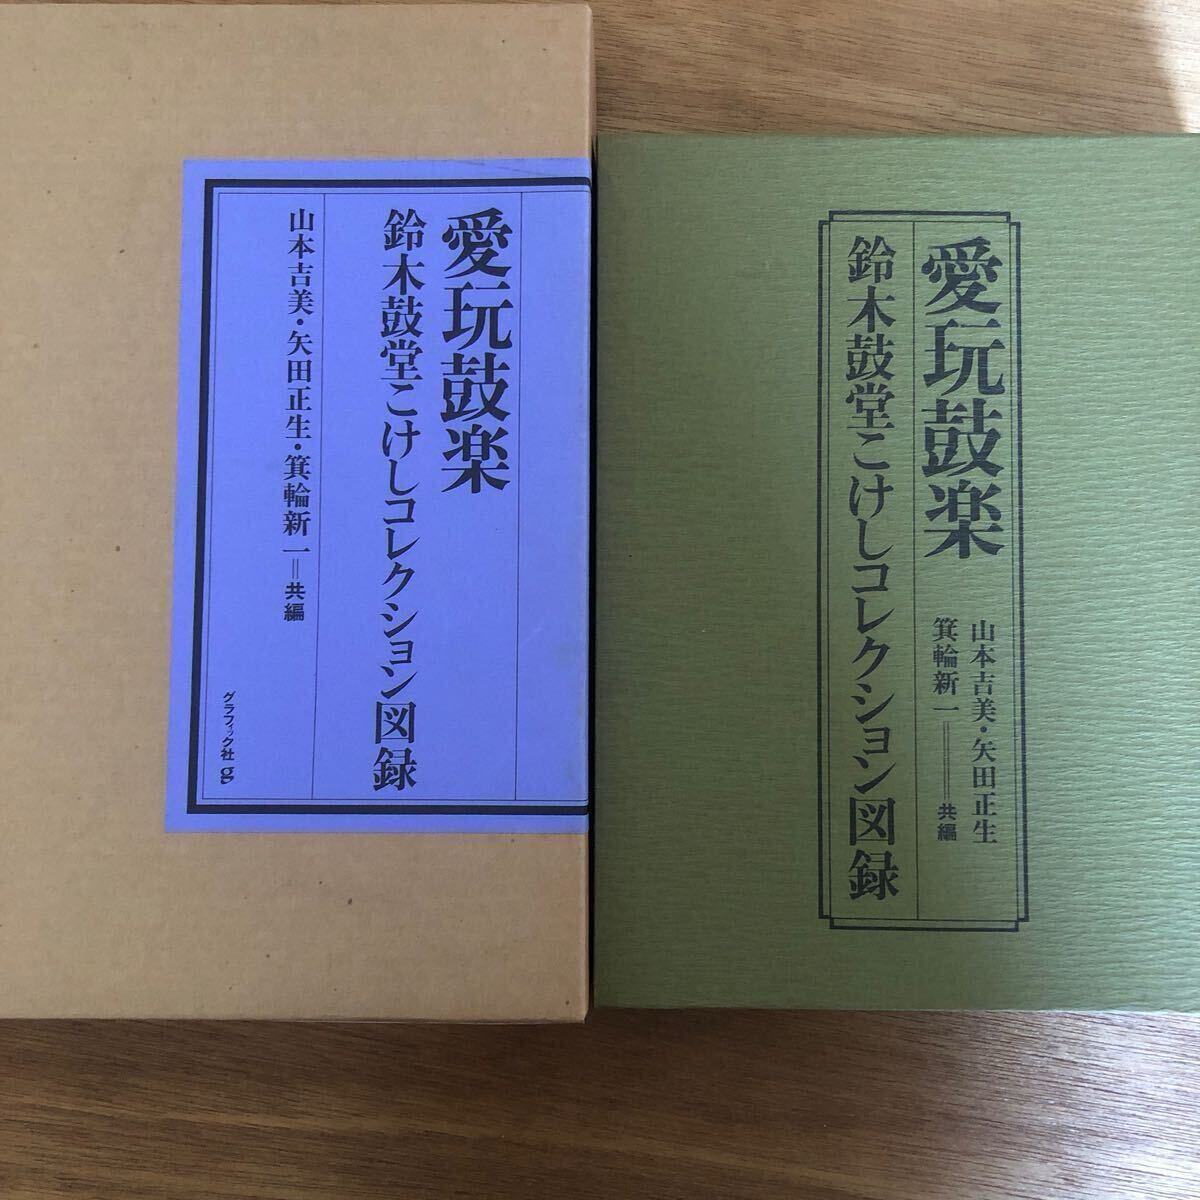 愛玩鼓楽
鈴木鼓堂こけしコレクション図録
山本吉美・矢田正生・箕輪新一＝共編
グラフィック社 g
愛玩鼓楽
山本吉美・矢田正生
箕輪新一＝共編
鈴木鼓堂こけしコレクション図録